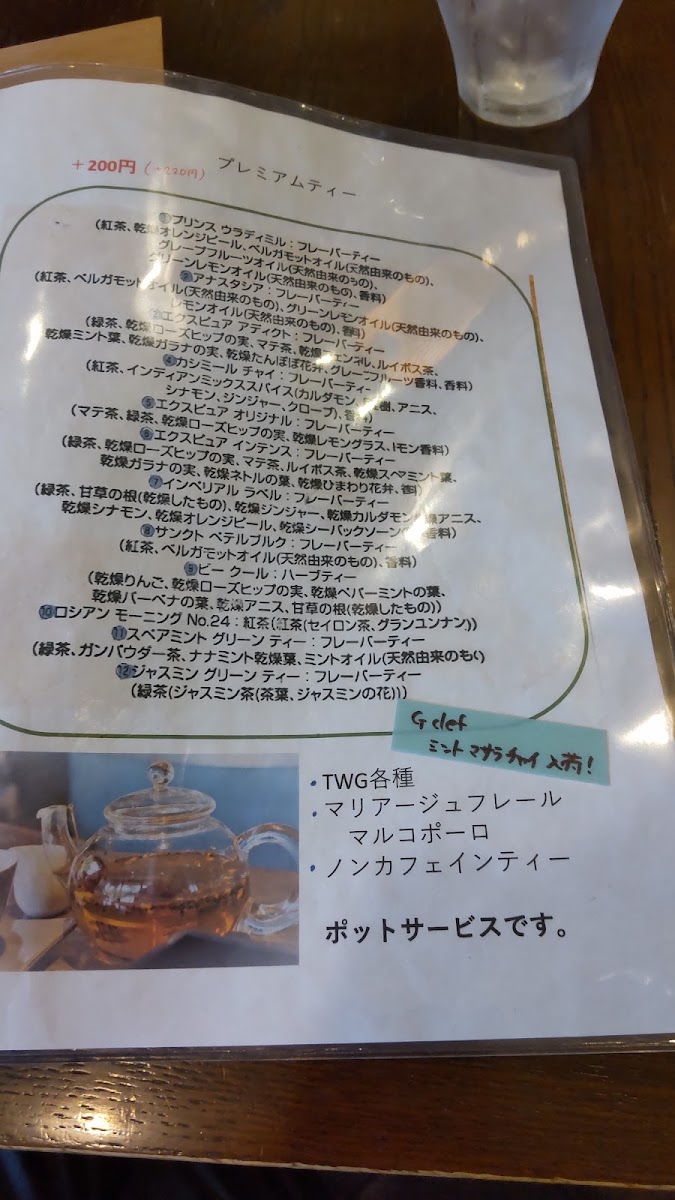 +200円 (+220円) プレミアムティー
①プリンス ウラディミル：フレーバーティー
(紅茶、乾燥オレンジピール、ベルガモットオイル(天然由来のもの)、
グレープフルーツオイル(天然由来のもの)、
グリーンレモンオイル(天然由来のもの)、香料)
②アナスタシア：フレーバーティー
(紅茶、ベルガモットオイル(天然由来のもの)、グリーンレモンオイル(天然由来のもの)、
レモンオイル(天然由来のもの)、香料)
③エクスピュア アディクト：フレーバーティー
(緑茶、乾燥ローズヒップの実、マテ茶、乾燥フェンネル、ルイボス茶、
乾燥ミント葉、乾燥ガラナの実、乾燥たんぽぽ花弁、グレープフルーツ香料、香料)
④カシミール チャイ：フレーバーティー
(紅茶、インディアンミックススパイス(カルダモン、樹、アニス、
シナモン、ジンジャー、クローブ)、香料)
⑤エクスピュア オリジナル：フレーバーティー
(マテ茶、緑茶、乾燥ローズヒップの実、乾燥レモングラス、レモン香料)
⑥エクスピュア インテンス：フレーバーティー
(緑茶、乾燥ローズヒップの実、マテ茶、ルイボス茶、乾燥スペアミント葉、
乾燥ガラナの実、乾燥ネトルの葉、乾燥ひまわり花弁、香料)
⑦インペリアル ラベル：フレーバーティー
(緑茶、甘草の根(乾燥したもの)、乾燥ジンジャー、乾燥カルダモン、アニス、
乾燥シナモン、乾燥オレンジピール、乾燥シーバックソーン、香料)
⑧サンクト ペテルブルク：フレーバーティー
(紅茶、ベルガモットオイル(天然由来のもの)、香料)
⑨ビー クール：ハーブティー
(乾燥りんご、乾燥ローズヒップの実、乾燥ペパーミントの葉、
乾燥バーベナの葉、乾燥アニス、甘草の根(乾燥したもの))
⑩ロシアン モーニング No.24：紅茶(紅茶(セイロン茶、グランユンナン))
⑪スペアミント グリーン ティー：フレーバーティー
(緑茶、ガンパウダー茶、ナナミント乾燥葉、ミントオイル(天然由来のもの)
⑫ジャスミン グリーン ティー：フレーバーティー
(緑茶(ジャスミン茶(茶葉、ジャスミンの花)))
G clef
ミントマサラチャイ 入荷！
・TWG各種
・マリアージュフレール
マルコポーロ
・ノンカフェインティー
ポットサービスです。